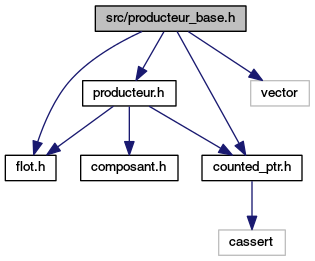 src/producteur_base.h
producteur.h
vector
flot.h
composant.h
counted_ptr.h
cassert